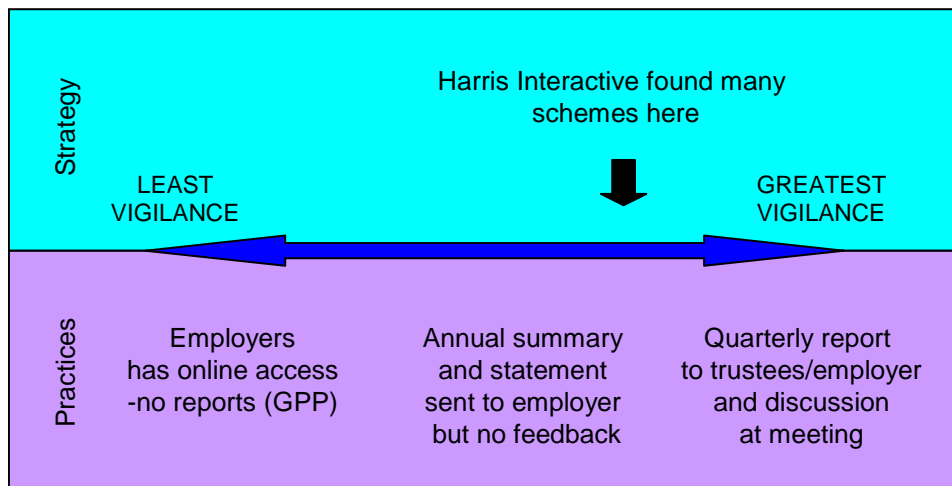 Strategy
Harris Interactive found many
schemes here
LEAST
VIGILANCE
GREATEST
VIGILANCE
Practices
Employers
has online access
-no reports (GPP)
Annual summary
and statement
sent to employer
but no feedback
Quarterly report
to trustees/employer
and discussion
at meeting